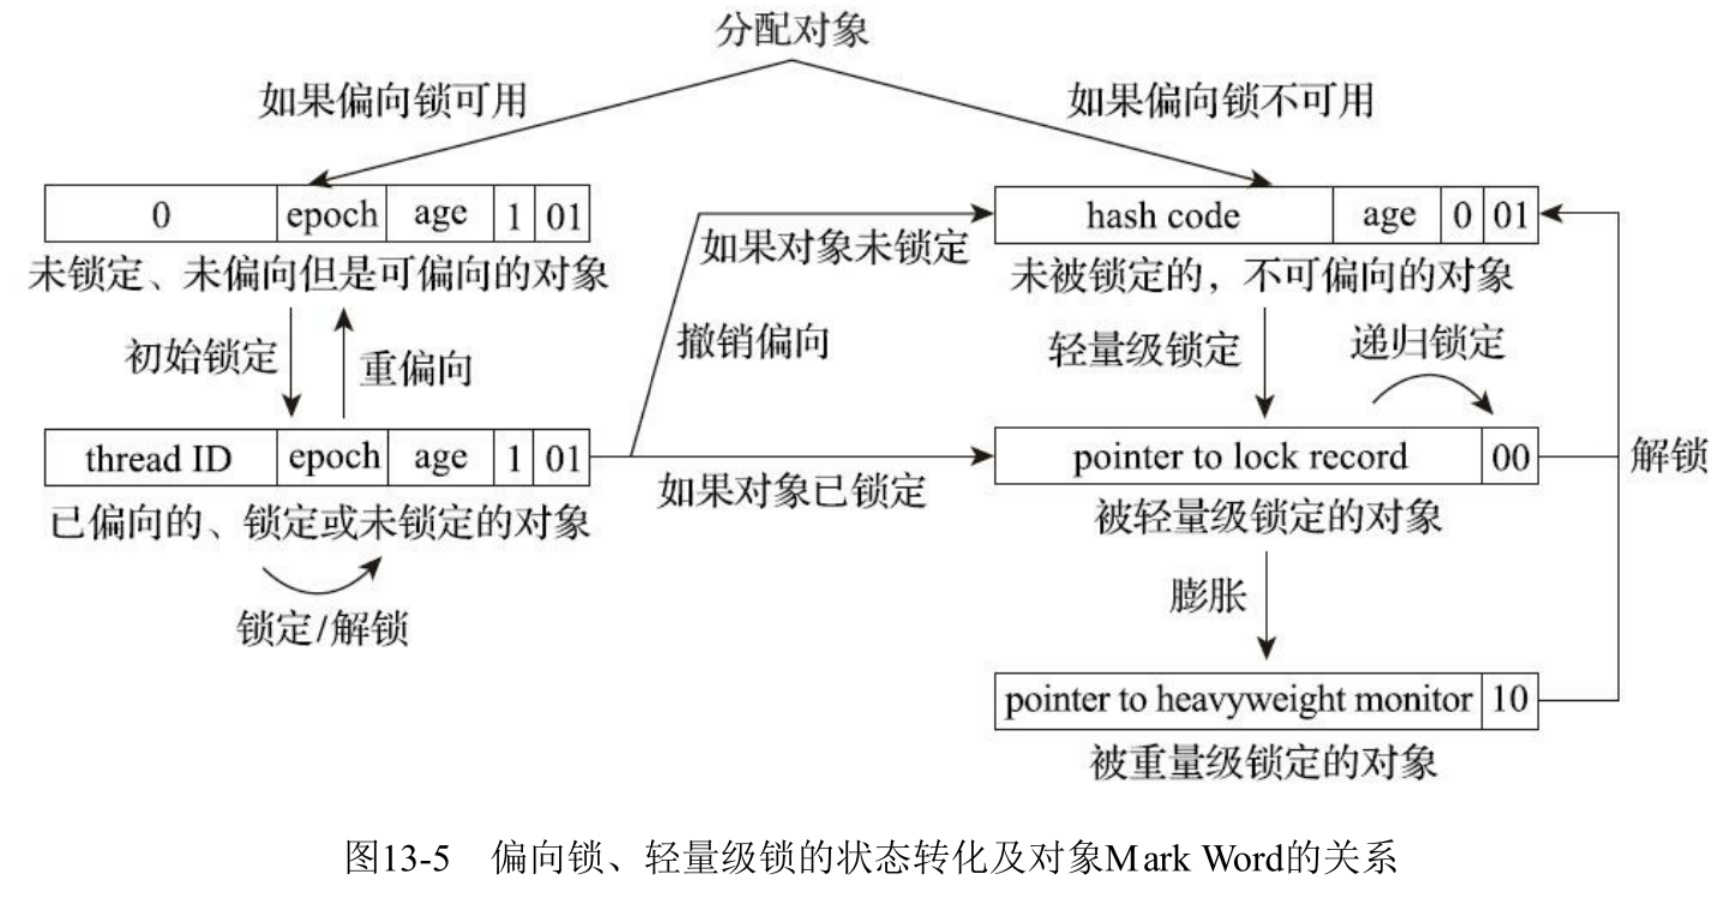 分配对象
如果偏向锁可用
如果偏向锁不可用
0 epoch age 1 01
hash code age 0 01
未锁定、未偏向但是可偏向的对象
如果对象未锁定
未被锁定的，不可偏向的对象
初始锁定
重偏向
撤销偏向
轻量级锁定
递归锁定
thread ID epoch age 1 01
pointer to lock record 00
解锁
已偏向的、锁定或未锁定的对象
如果对象已锁定
被轻量级锁定的对象
锁定/解锁
膨胀
pointer to heavyweight monitor 10
被重量级锁定的对象
图13-5 偏向锁、轻量级锁的状态转化及对象Mark Word的关系